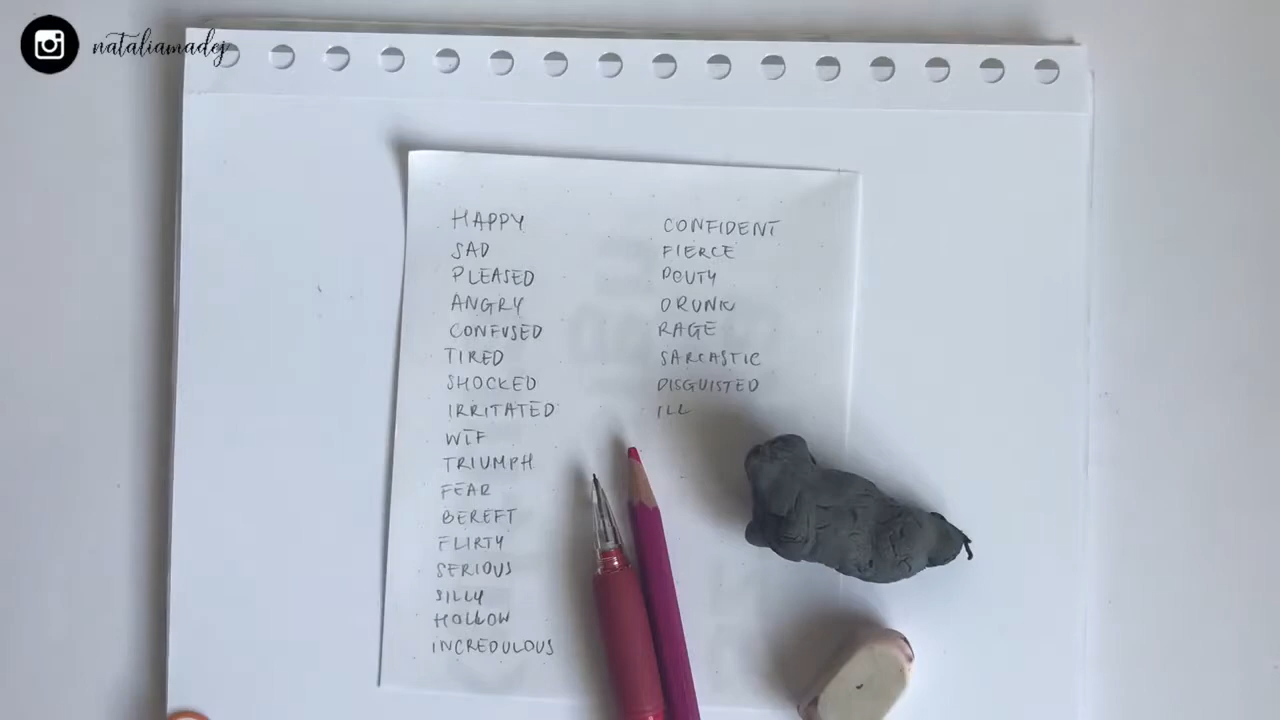 nataliamadej
HAPPY
SAD
PLEASED
ANGRY
CONFUSED
TIRED
SHOCKED
IRRITATED
WTF
TRIUMPH
FEAR
BEREFT
FLIRTY
SERIOUS
SILLY
HOLLOW
INCREDULOUS
CONFIDENT
FIERCE
POUTY
DRUNK
RAGE
SARCASTIC
DISGUISTED
ILL